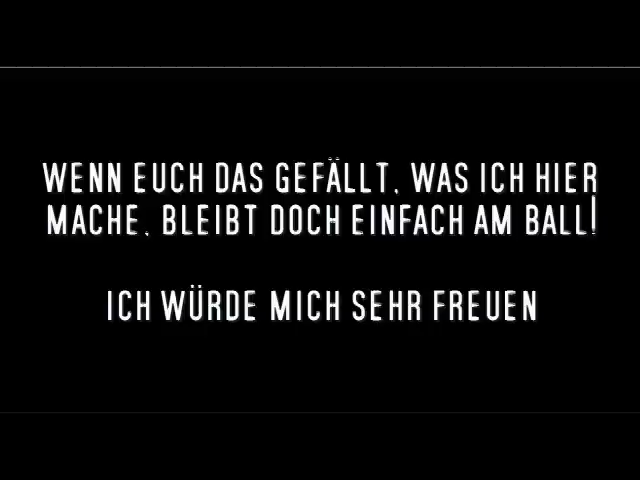 WENN EUCH DAS GEFÄLLT, WAS ICH HIER
MACHE, BLEIBT DOCH EINFACH AM BALL!
ICH WÜRDE MICH SEHR FREUEN